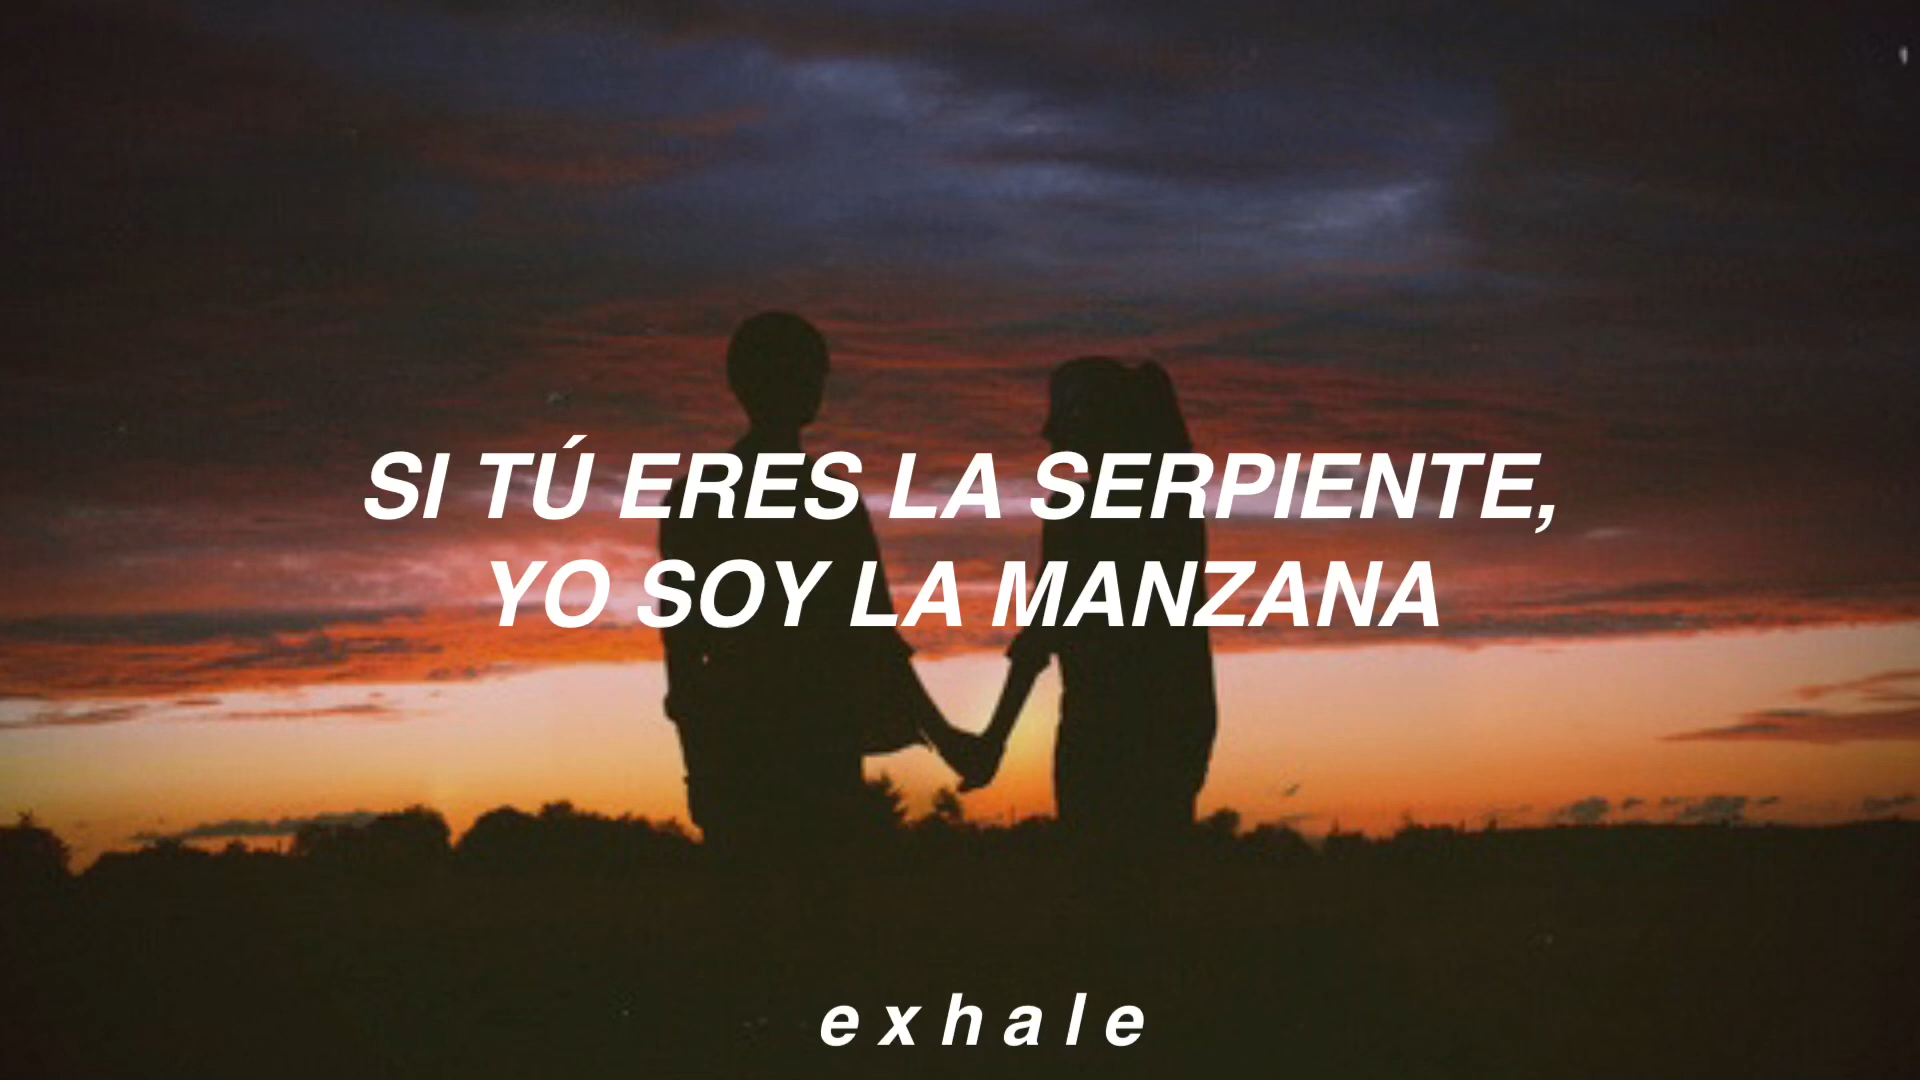 SI TÚ ERES LA SERPIENTE,
YO SOY LA MANZANA
e x h a l e